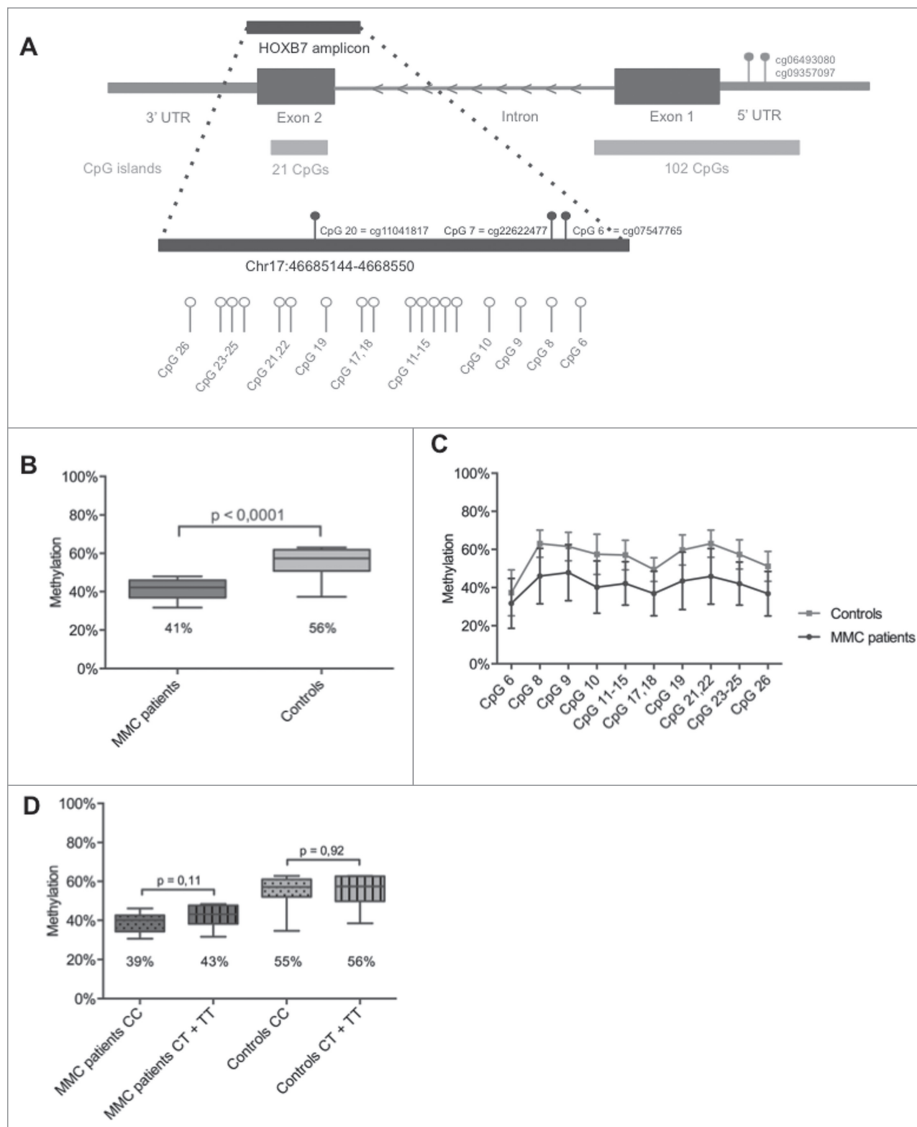 A
HOXB7 amplicon
cg06493080
cg09357097
3' UTR
Exon 2
Intron
Exon 1
5' UTR
CpG islands
21 CpGs
102 CpGs
CpG 20 = cg11041817
CpG 7 = cg22622477
CpG 6 = cg07547765
Chr17:46685144-4668550
CpG 26
CpG 23-25
CpG 21,22
CpG 19
CpG 17,18
CpG 11-15
CpG 10
CpG 9
CpG 8
CpG 6
B
Methylation
100%
80%
60%
40%
20%
0%
p < 0,0001
41%
56%
MMC patients
Controls
C
Methylation
100%
80%
60%
40%
20%
0%
CpG 6
CpG 8
CpG 9
CpG 10
CpG 11-15
CpG 17,18
CpG 19
CpG 21,22
CpG 23-25
CpG 26
Controls
MMC patients
D
Methylation
100%
80%
60%
40%
20%
0%
p = 0,11
p = 0,92
39%
43%
55%
56%
MMC patients CC
MMC patients CT + TT
Controls CC
Controls CT + TT